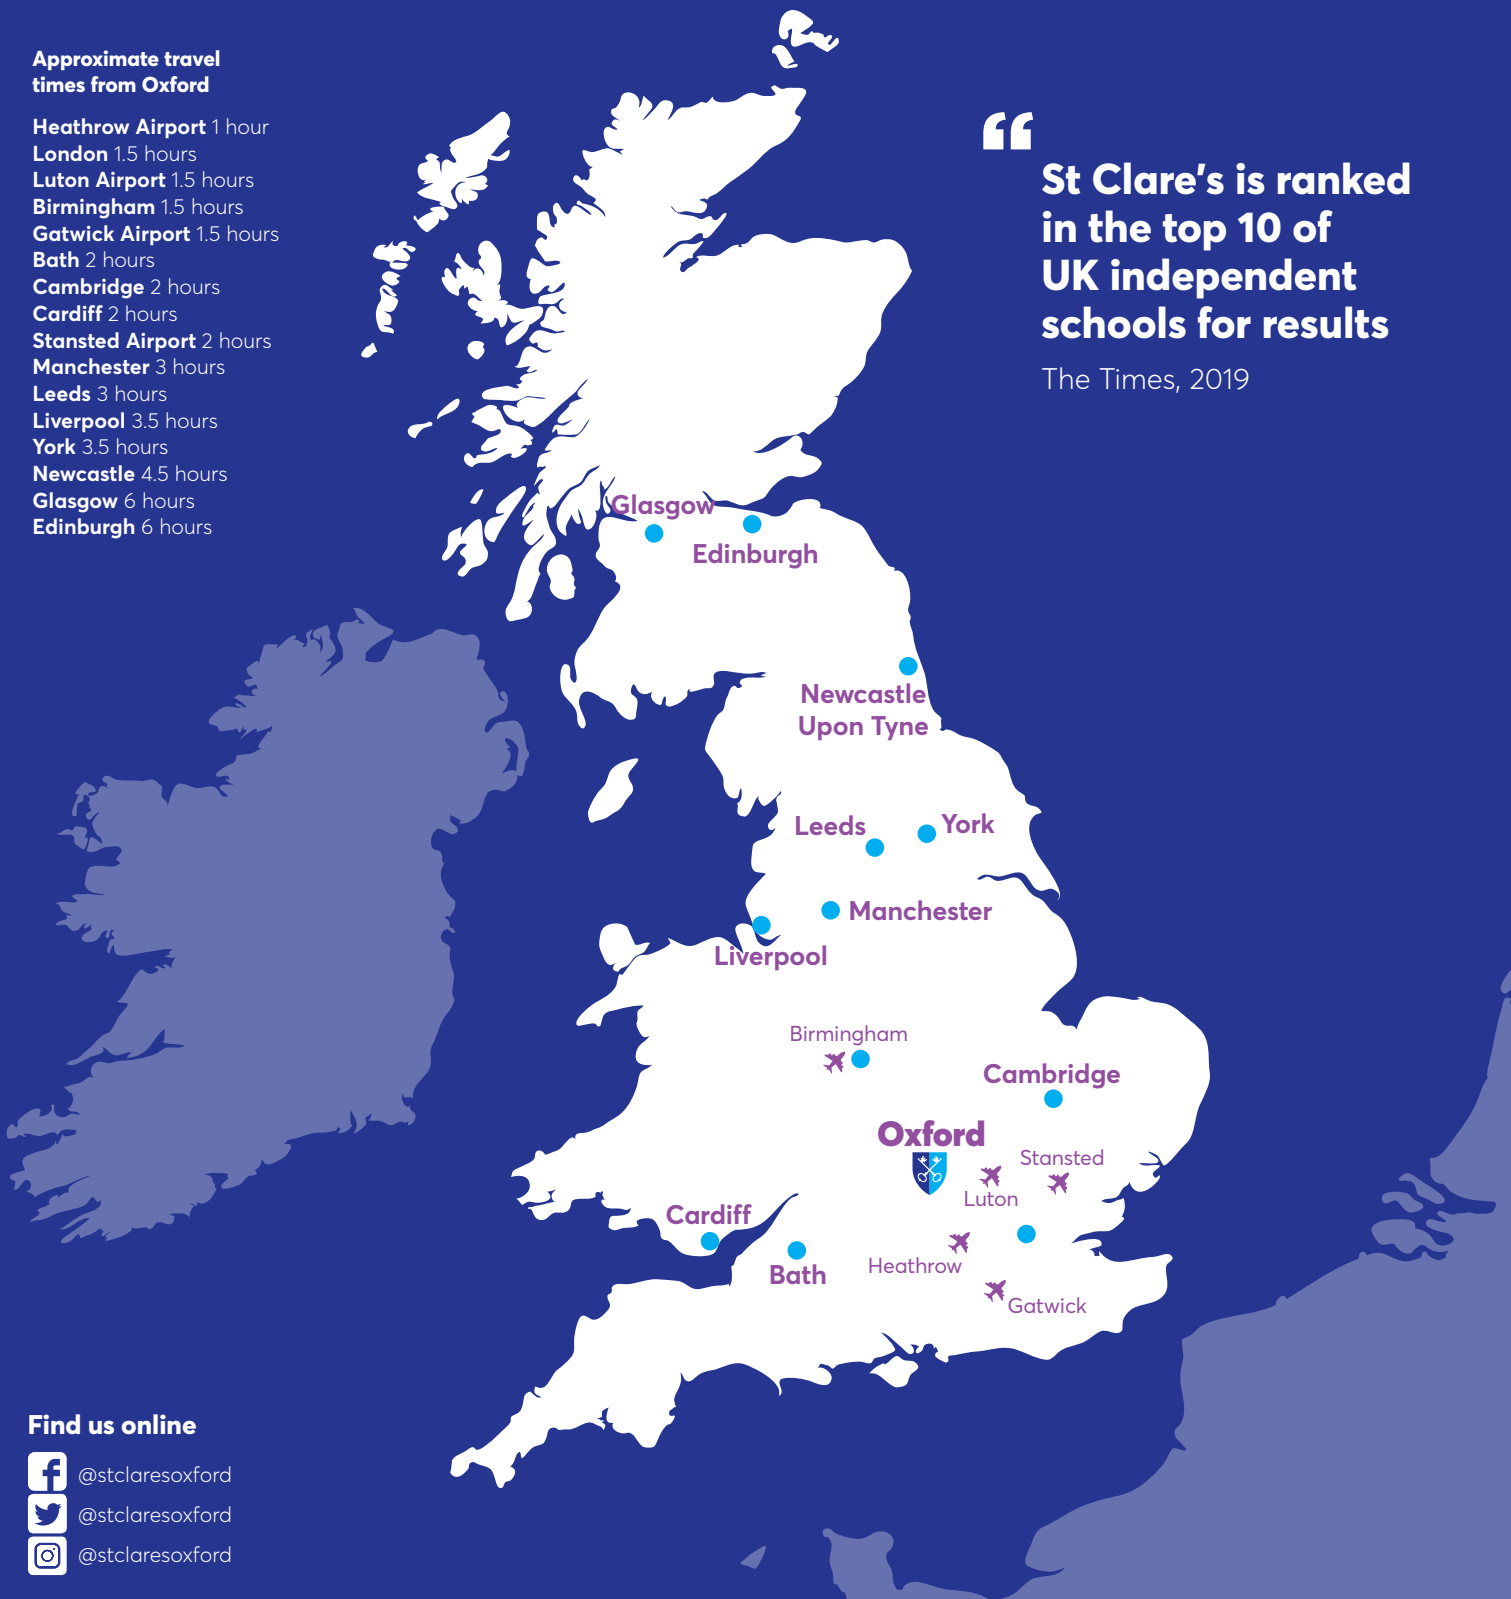 Approximate travel
times from Oxford
Heathrow Airport 1 hour
London 1.5 hours
Luton Airport 1.5 hours
Birmingham 1.5 hours
Gatwick Airport 1.5 hours
Bath 2 hours
Cambridge 2 hours
Cardiff 2 hours
Stansted Airport 2 hours
Manchester 3 hours
Leeds 3 hours
Liverpool 3.5 hours
York 3.5 hours
Newcastle 4.5 hours
Glasgow 6 hours
Edinburgh 6 hours
“
St Clare’s is ranked
in the top 10 of
UK independent
schools for results
The Times, 2019
Glasgow
Edinburgh
Newcastle
Upon Tyne
Leeds
York
Manchester
Liverpool
Birmingham
Cambridge
Oxford
Stansted
Luton
Cardiff
Heathrow
Bath
Gatwick
Find us online
@stclaresoxford
@stclaresoxford
@stclaresoxford